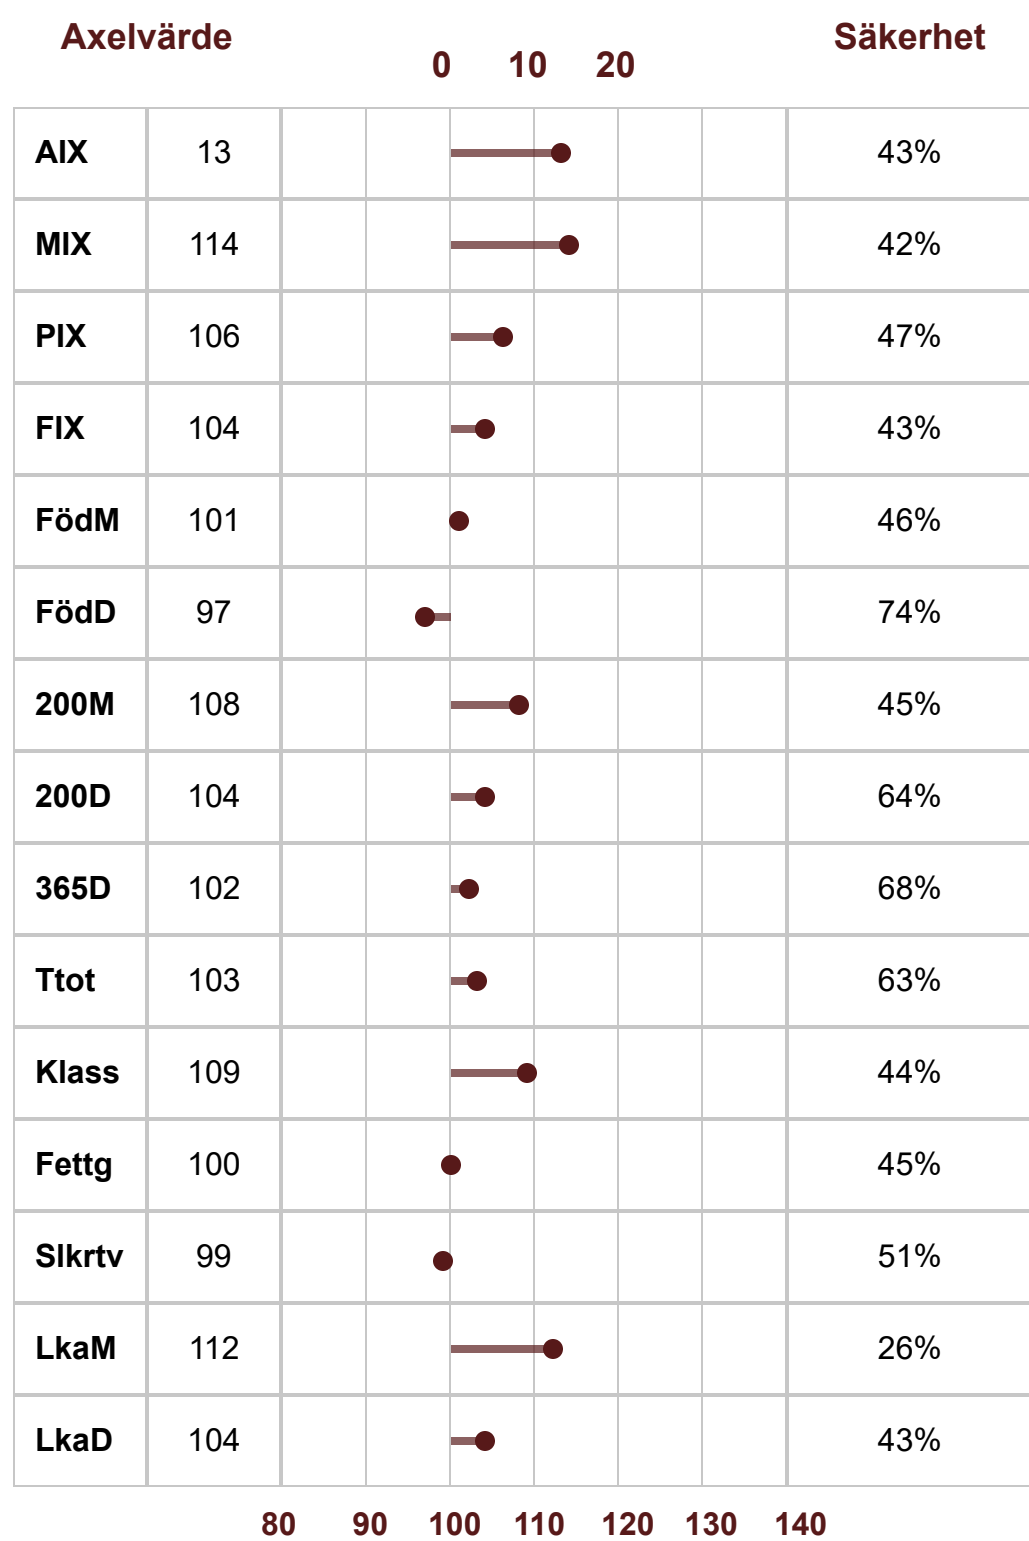 Axelvärde Säkerhet
0 10 20
AIX 13 43%
MIX 114 42%
PIX 106 47%
FIX 104 43%
FödM 101 46%
FödD 97 74%
200M 108 45%
200D 104 64%
365D 102 68%
Ttot 103 63%
Klass 109 44%
Fettg 100 45%
Slkrtv 99 51%
LkaM 112 26%
LkaD 104 43%
80 90 100 110 120 130 140